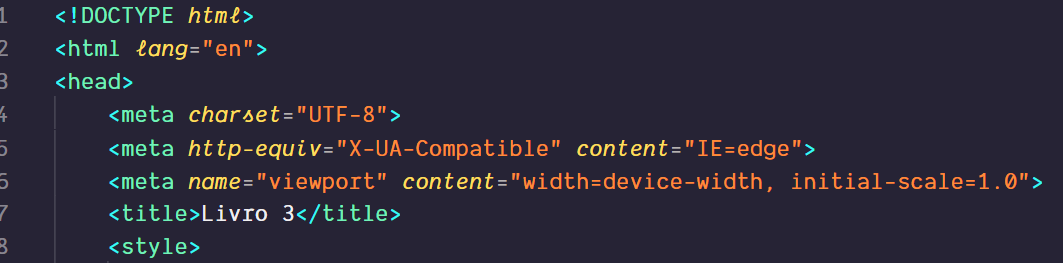 1 <!DOCTYPE html>
2 <html lang="en">
3 <head>
4 <meta charset="UTF-8">
5 <meta http-equiv="X-UA-Compatible" content="IE=edge">
6 <meta name="viewport" content="width=device-width, initial-scale=1.0">
7 <title>Livro 3</title>
8 <style>